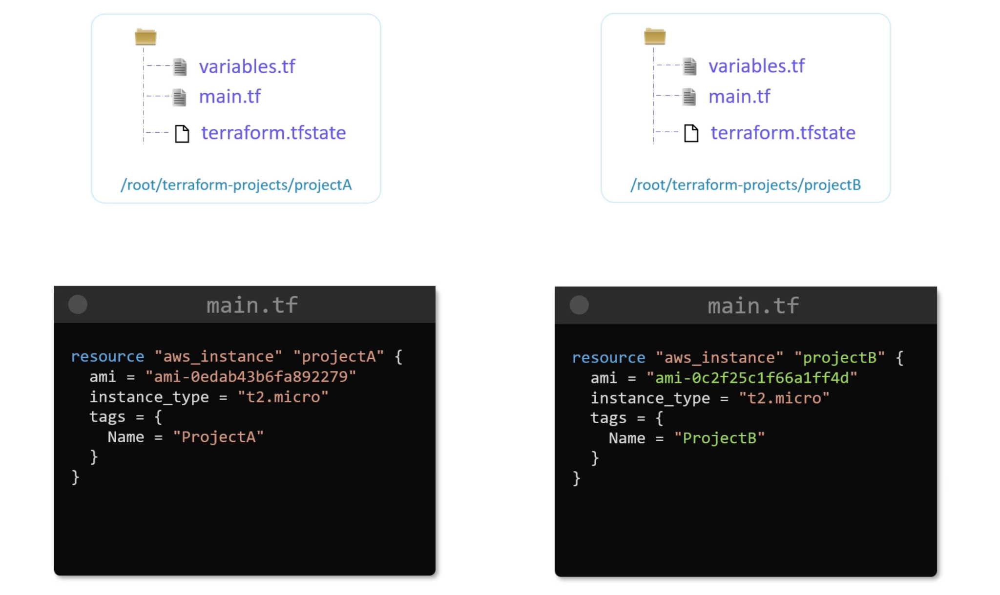 variables.tf
main.tf
terraform.tfstate
/root/terraform-projects/projectA
variables.tf
main.tf
terraform.tfstate
/root/terraform-projects/projectB
main.tf
resource "aws_instance" "projectA" {
  ami = "ami-0edab43b6fa892279"
  instance_type = "t2.micro"
  tags = {
    Name = "ProjectA"
  }
}
main.tf
resource "aws_instance" "projectB" {
  ami = "ami-0c2f25c1f66a1ff4d"
  instance_type = "t2.micro"
  tags = {
    Name = "ProjectB"
  }
}